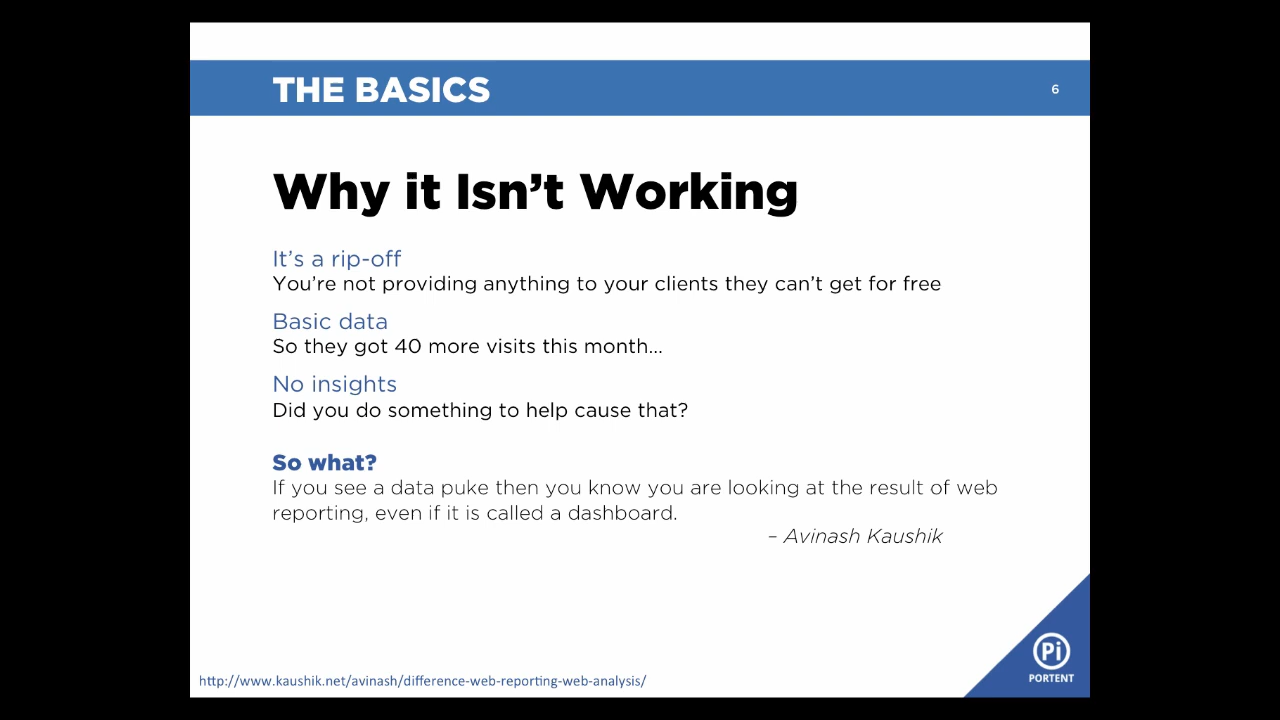 THE BASICS
6
Why it Isn’t Working
It’s a rip-off
You’re not providing anything to your clients they can’t get for free
Basic data
So they got 40 more visits this month…
No insights
Did you do something to help cause that?
So what?
If you see a data puke then you know you are looking at the result of web
reporting, even if it is called a dashboard.
– Avinash Kaushik
Pi
PORTENT
http://www.kaushik.net/avinash/difference-web-reporting-web-analysis/